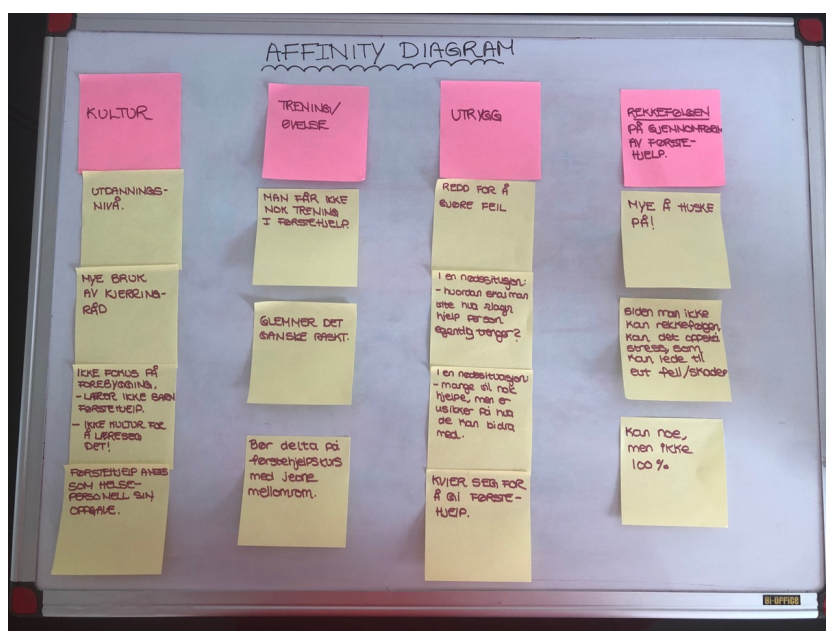 AFFINITY DIAGRAM
KULTUR
UTDANNINGS-
NIVÅ.
MYE BRUK
AV KJERRING-
RÅD
IKKE FOKUS PÅ
FOREBYGGING.
- LÆRER IKKE BARN
FØRSTEHJELP.
- IKKE KULTUR FOR
Å LÆRE SEG
DET!
FØRSTEHJELP ANSES
SOM HELSE-
PERSONELL SIN
OPPGAVE.
TRENING/
ØVELSE
MAN FÅR IKKE
NOK TRENING
I FØRSTEHJELP.
GLEMMER DET
GANSKE RASKT.
Bør delta på
førstehjelpskurs
med jevne
mellomrom.
UTRYGG
REDD FOR Å
GJØRE FEIL
I en nødssituasjon:
- hvordan skal man
vite hva slags
hjelp person
egentlig trenger?
I en nødssituasjon:
- mange vil nok
hjelpe, men er
usikker på hva
de kan bidra
med.
KVIER SEG FOR
Å GI FØRSTE-
HJELP.
REKKEFØLGEN
PÅ GJENNOMFØRING
AV FØRSTE-
HJELP.
MYE Å HUSKE
PÅ!
Siden man ikke
kan rekkefølgen,
kan det oppstå
stress, som
kan lede til
evt feil/skader
Kan noe,
men ikke
100 %
Bi-OFFICE